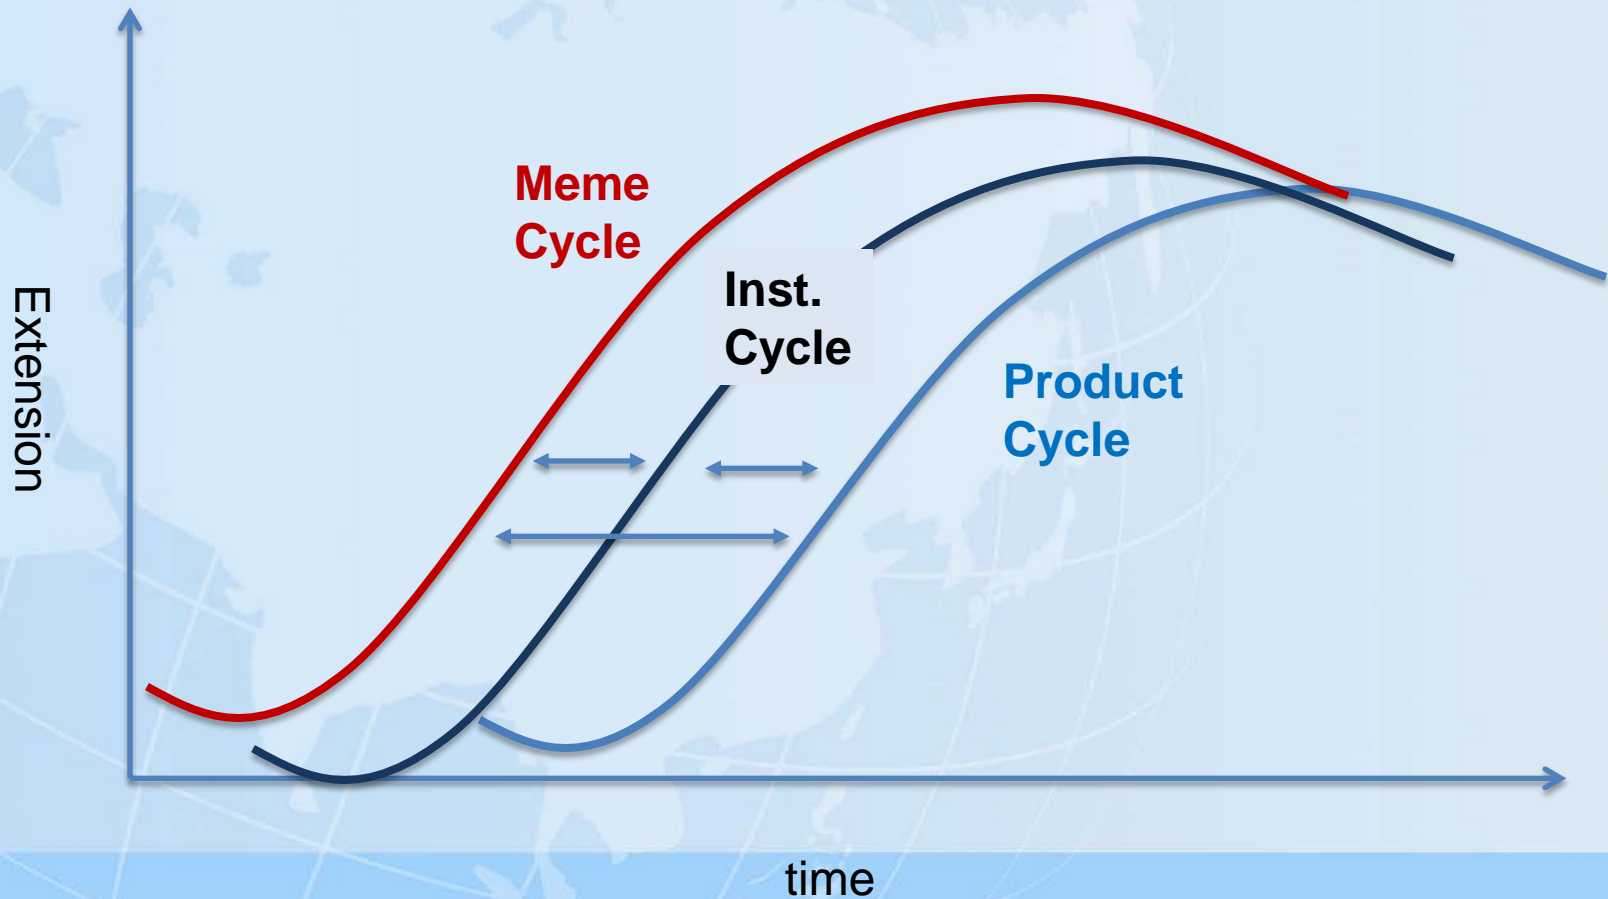 Meme
Cycle
Inst.
Cycle
Product
Cycle
Extension
time